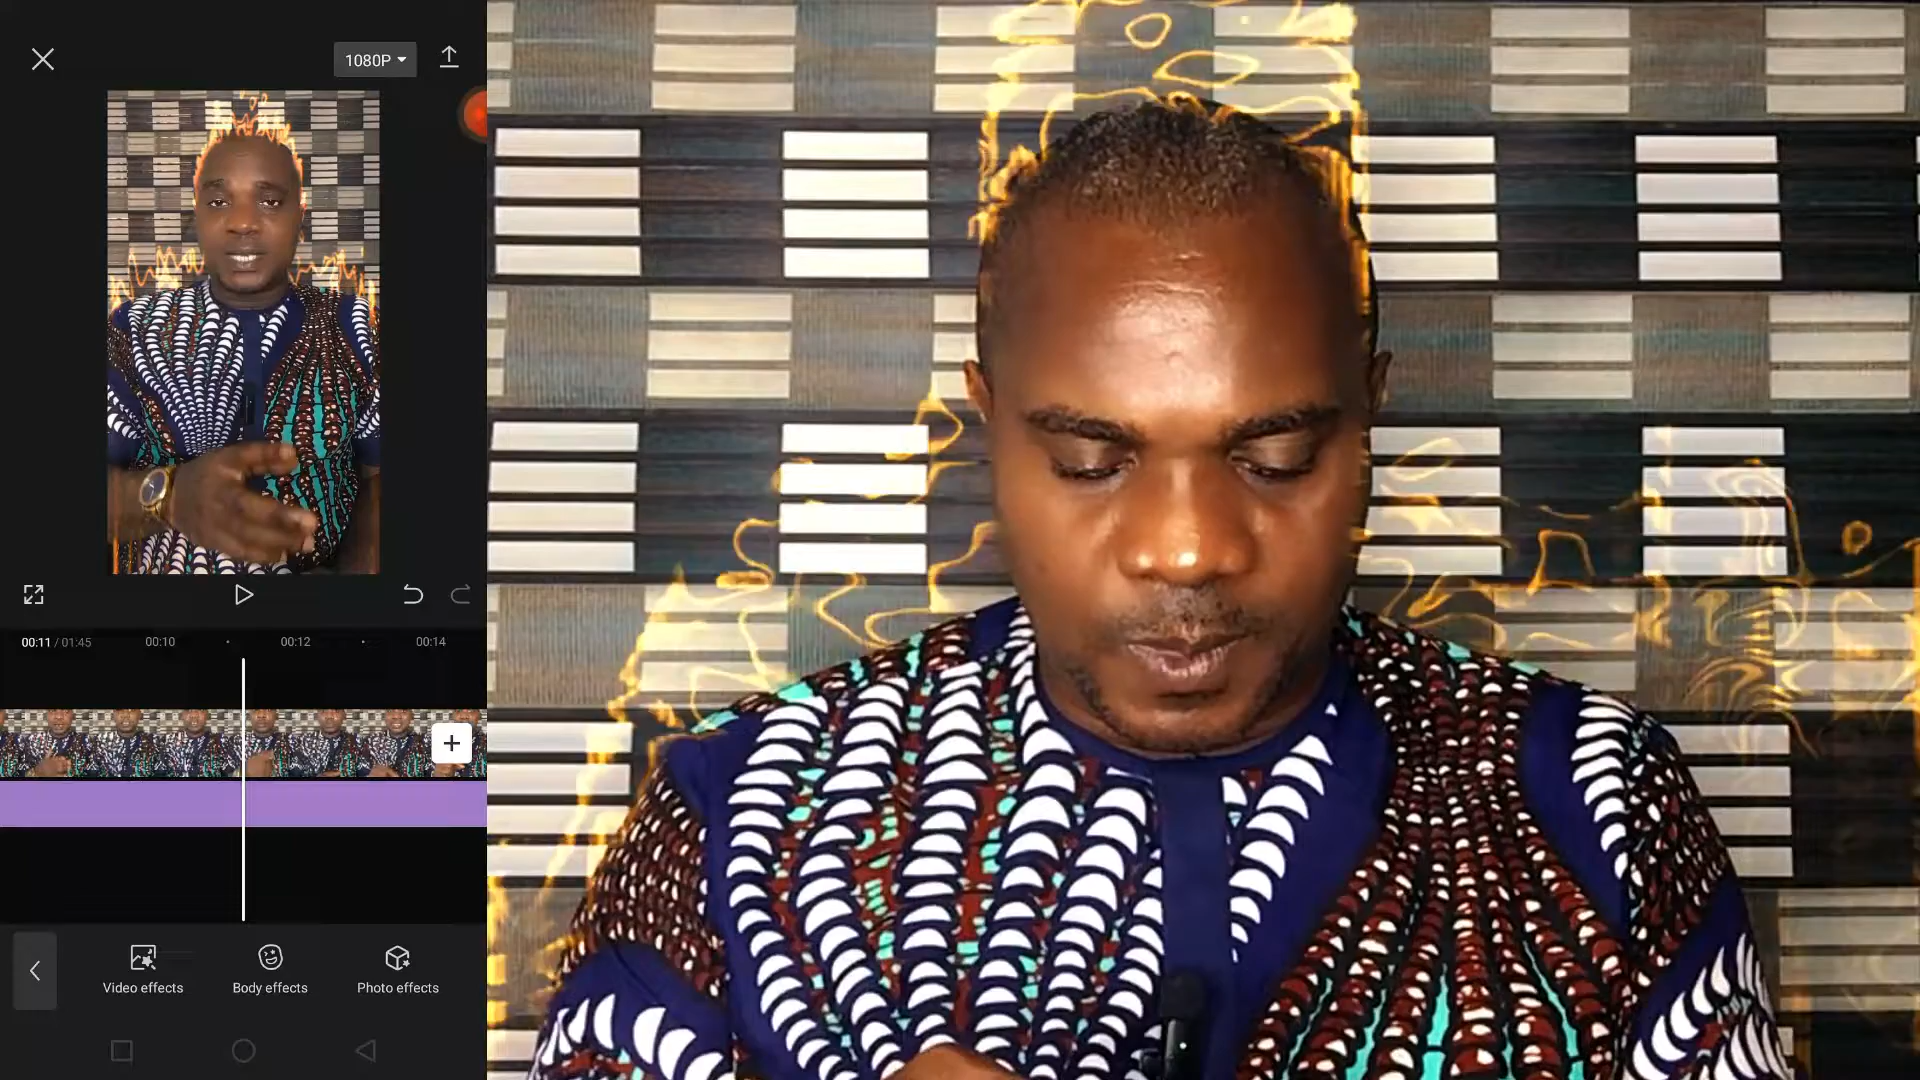 1080P
00:11 / 01:45
00:10
00:12
00:14
Video effects
Body effects
Photo effects